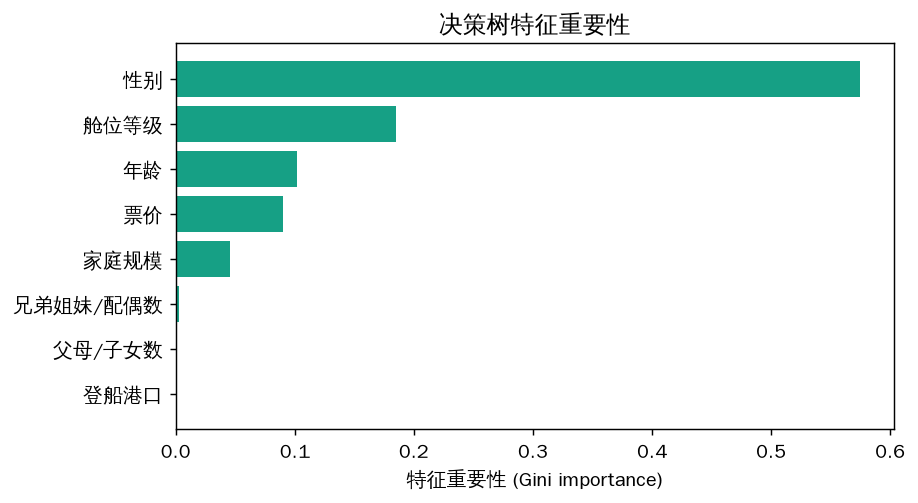 决策树特征重要性
性别
舱位等级
年龄
票价
家庭规模
兄弟姐妹/配偶数
父母/子女数
登船港口
0.0 0.1 0.2 0.3 0.4 0.5 0.6
特征重要性 (Gini importance)